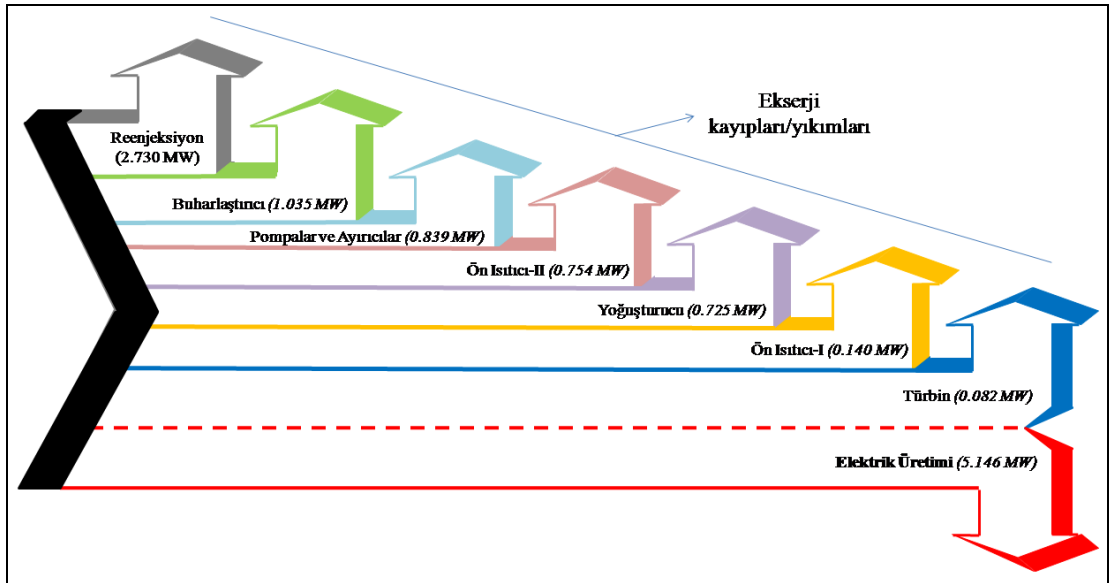 Ekserji
kayıpları/yıkımları
Reenjeksiyon
(2.730 MW)
Buharlaştırıcı (1.035 MW)
Pompalar ve Ayırıcılar (0.839 MW)
Ön Isıtıcı-II (0.754 MW)
Yoğuşturucu (0.725 MW)
Ön Isıtıcı-I (0.140 MW)
Türbin (0.082 MW)
Elektrik Üretimi (5.146 MW)